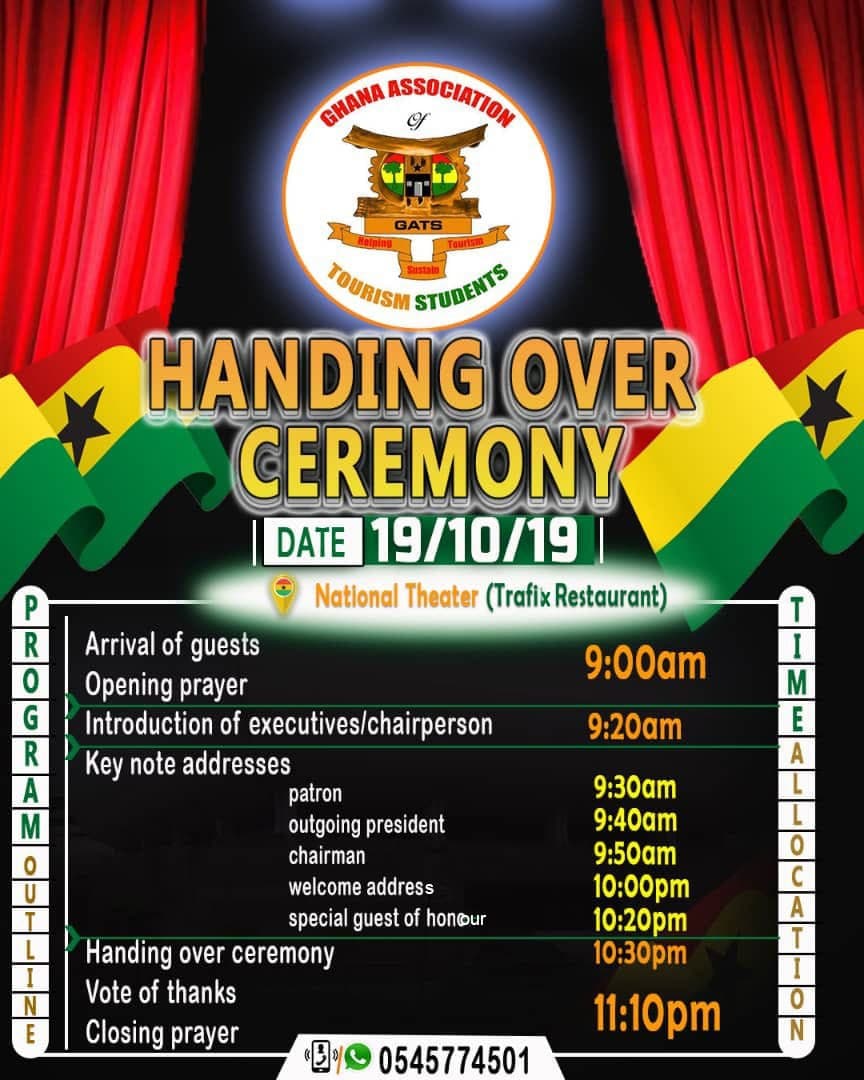 GHANA ASSOCIATION
Of
GATS
Helping
Sustain
Tourism
TOURISM STUDENTS
HANDING OVER
CEREMONY
DATE 19/10/19
National Theater (Trafix Restaurant)
PROGRAM OUTLINE
TIME ALLOCATION
Arrival of guests
Opening prayer
9:00am
Introduction of executives/chairperson 9:20am
Key note addresses
patron 9:30am
outgoing president 9:40am
chairman 9:50am
welcome address 10:00pm
special guest of honour 10:20pm
Handing over ceremony 10:30pm
Vote of thanks
Closing prayer
11:10pm
0545774501